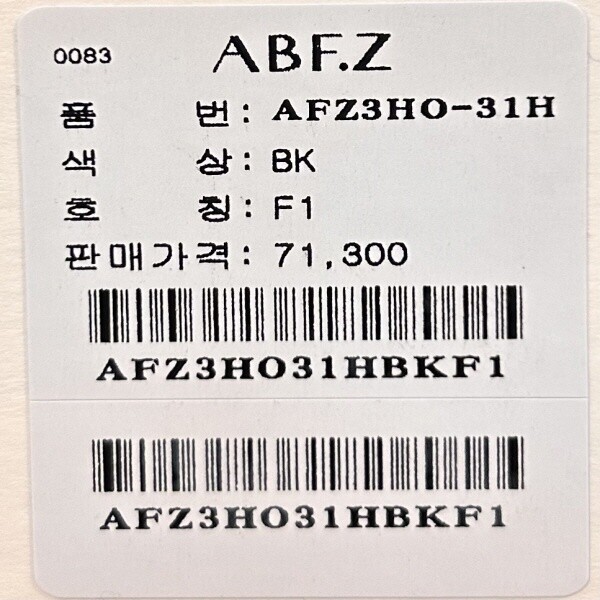 0083 ABF.Z
품 번: AFZ3HO-31H
색 상: BK
호 칭: F1
판매가격: 71,300
AFZ3HO31HBKF1
AFZ3HO31HBKF1